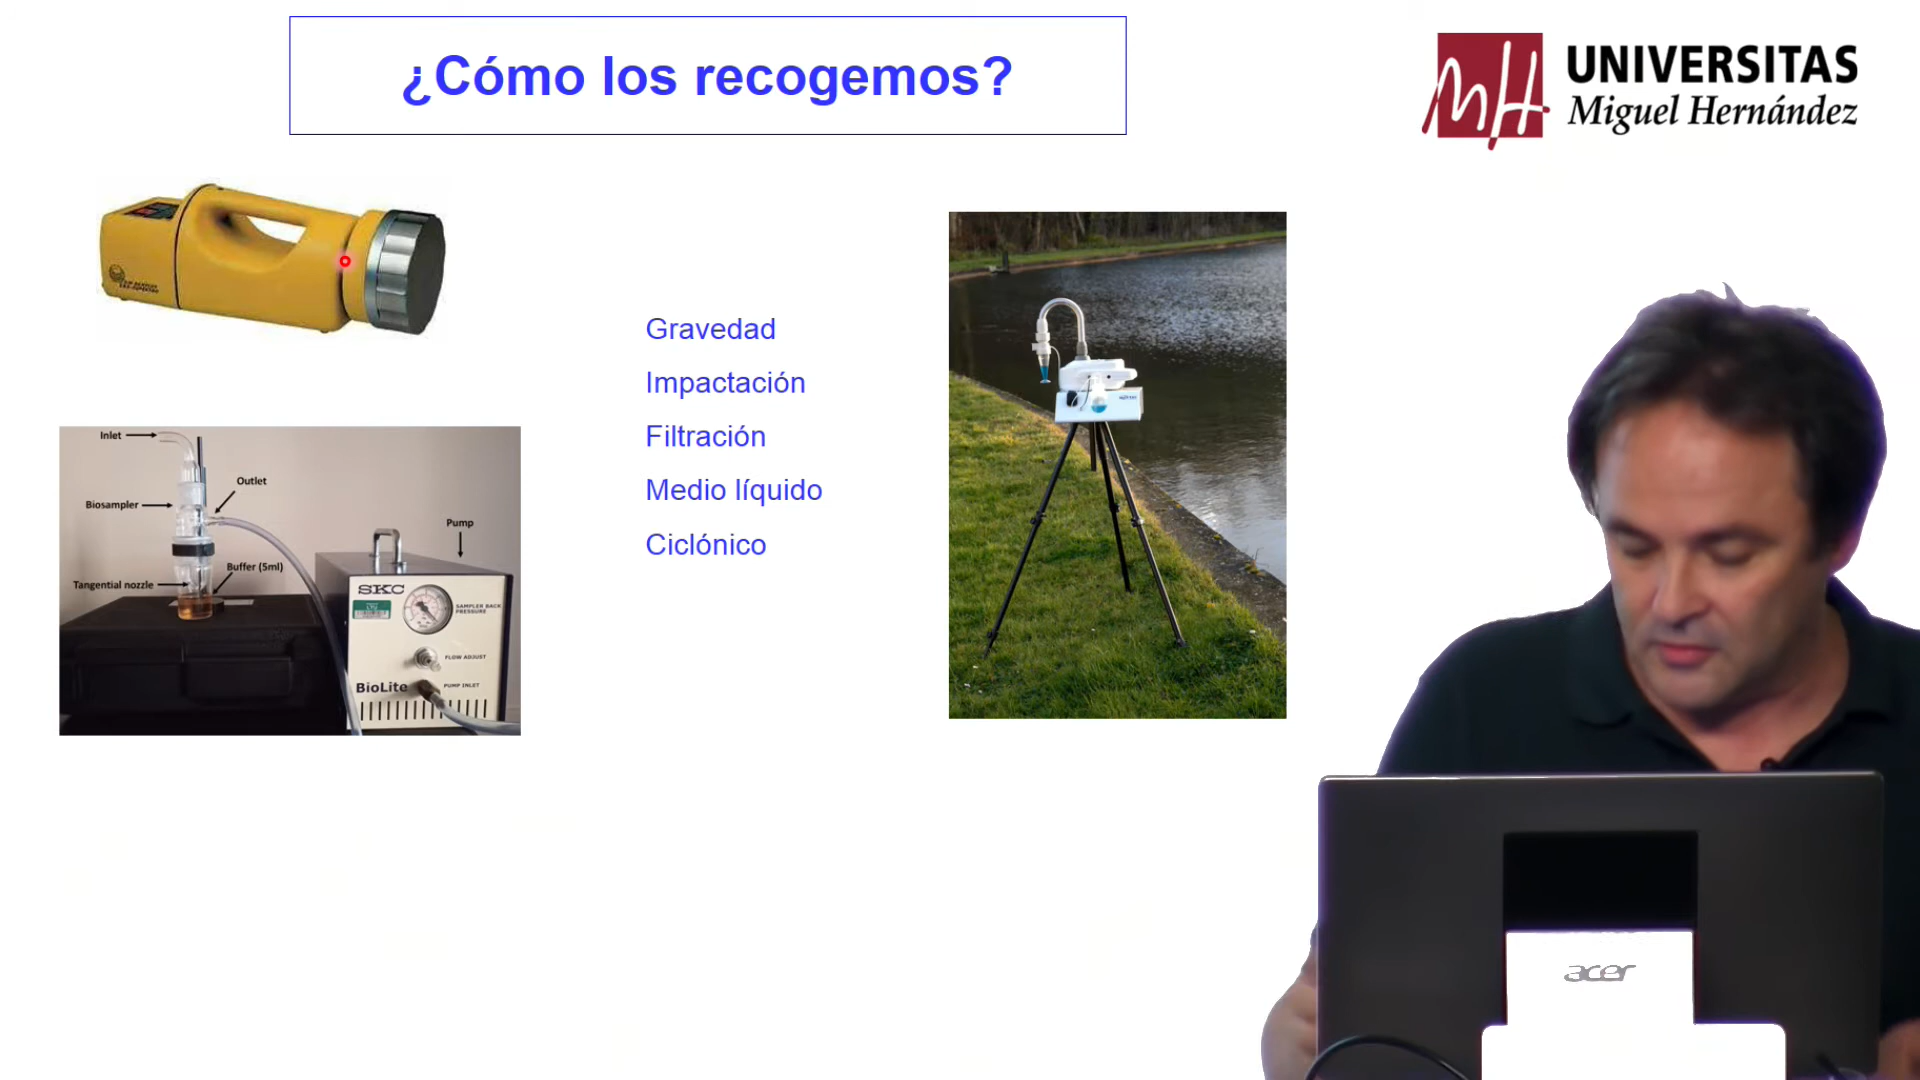 ¿Cómo los recogemos?
UNIVERSITAS
Miguel Hernández
Gravedad
Impactación
Filtración
Medio líquido
Ciclónico
Inlet
Outlet
Biosampler
Pump
Buffer (5ml)
Tangential nozzle
SKC
SAMPLER BACK
PRESSURE
FLOW ADJUST
BioLite
PUMP INLET
acer